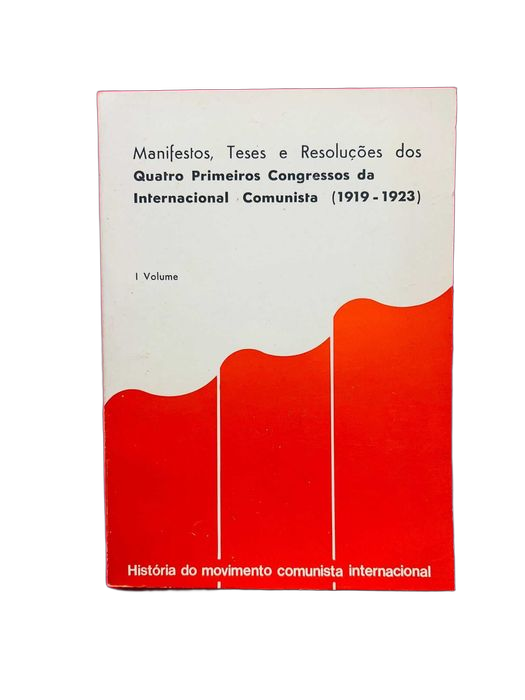 Manifestos, Teses e Resoluções dos
Quatro Primeiros Congressos da
Internacional Comunista (1919-1923)
I Volume
História do movimento comunista internacional